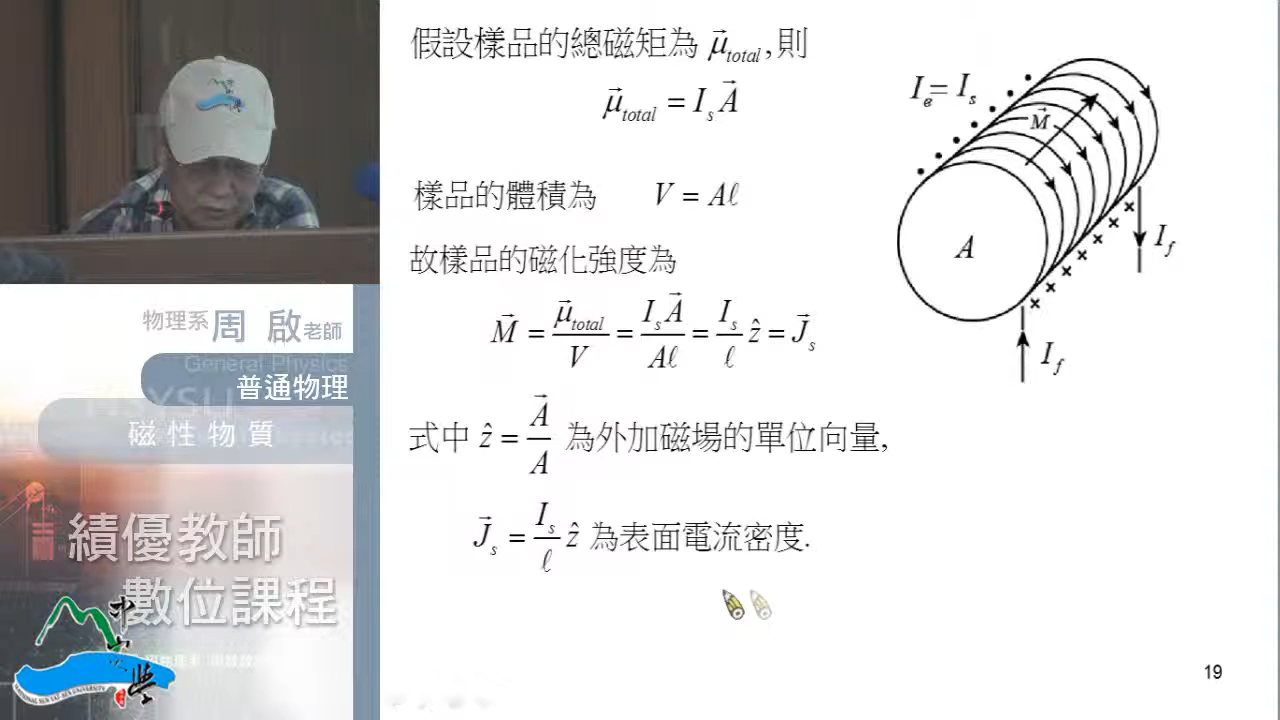 假設樣品的總磁矩為 μ⃗_total, 則
μ⃗_total = I_s A⃗
樣品的體積為 V = Aℓ
故樣品的磁化強度為
M⃗ = μ⃗_total / V = I_s A⃗ / Aℓ = I_s / ℓ ẑ = J⃗_s
式中 ẑ = A⃗ / A 為外加磁場的單位向量,
J⃗_s = I_s / ℓ ẑ 為表面電流密度.
I_e = I_s
M⃗
A
I_f
I_f
19
物理系 周 啟 老師
General Physics
普通物理
磁性物質
績優教師
數位課程